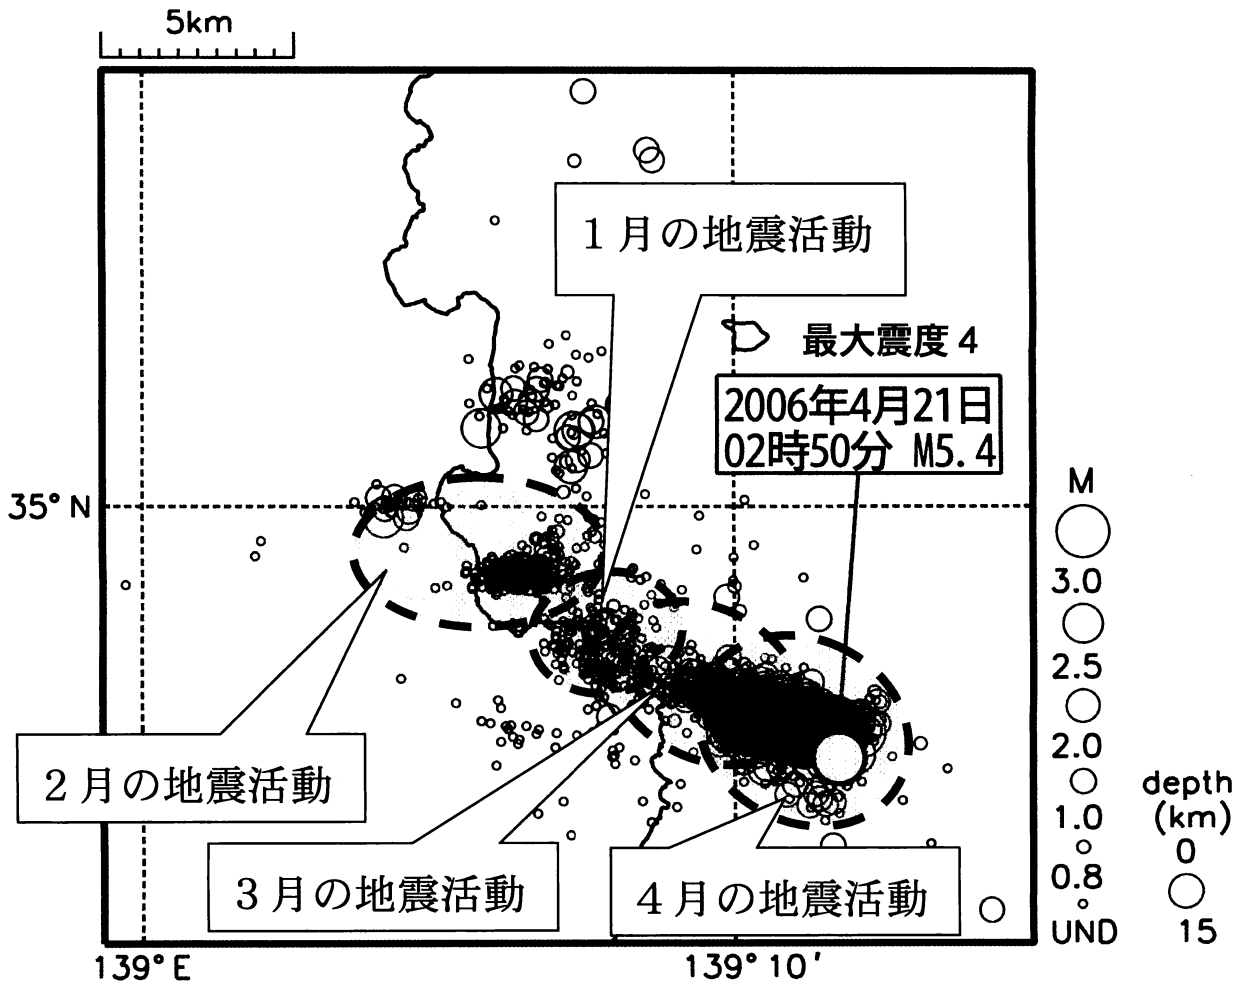 5km
1月の地震活動
最大震度4
2006年4月21日
02時50分 M5.4
35°N
M
3.0
2.5
2.0
1.0
0.8
UND
depth
(km)
0
15
2月の地震活動
3月の地震活動
4月の地震活動
139°E
139°10′